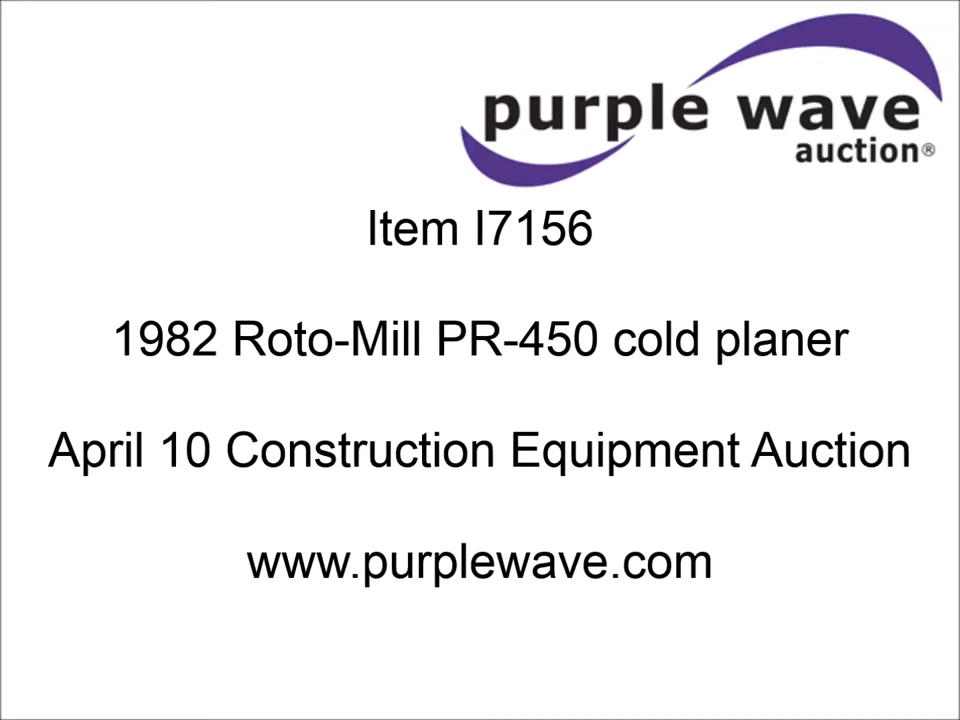 purple wave
auction®
Item I7156
1982 Roto-Mill PR-450 cold planer
April 10 Construction Equipment Auction
www.purplewave.com